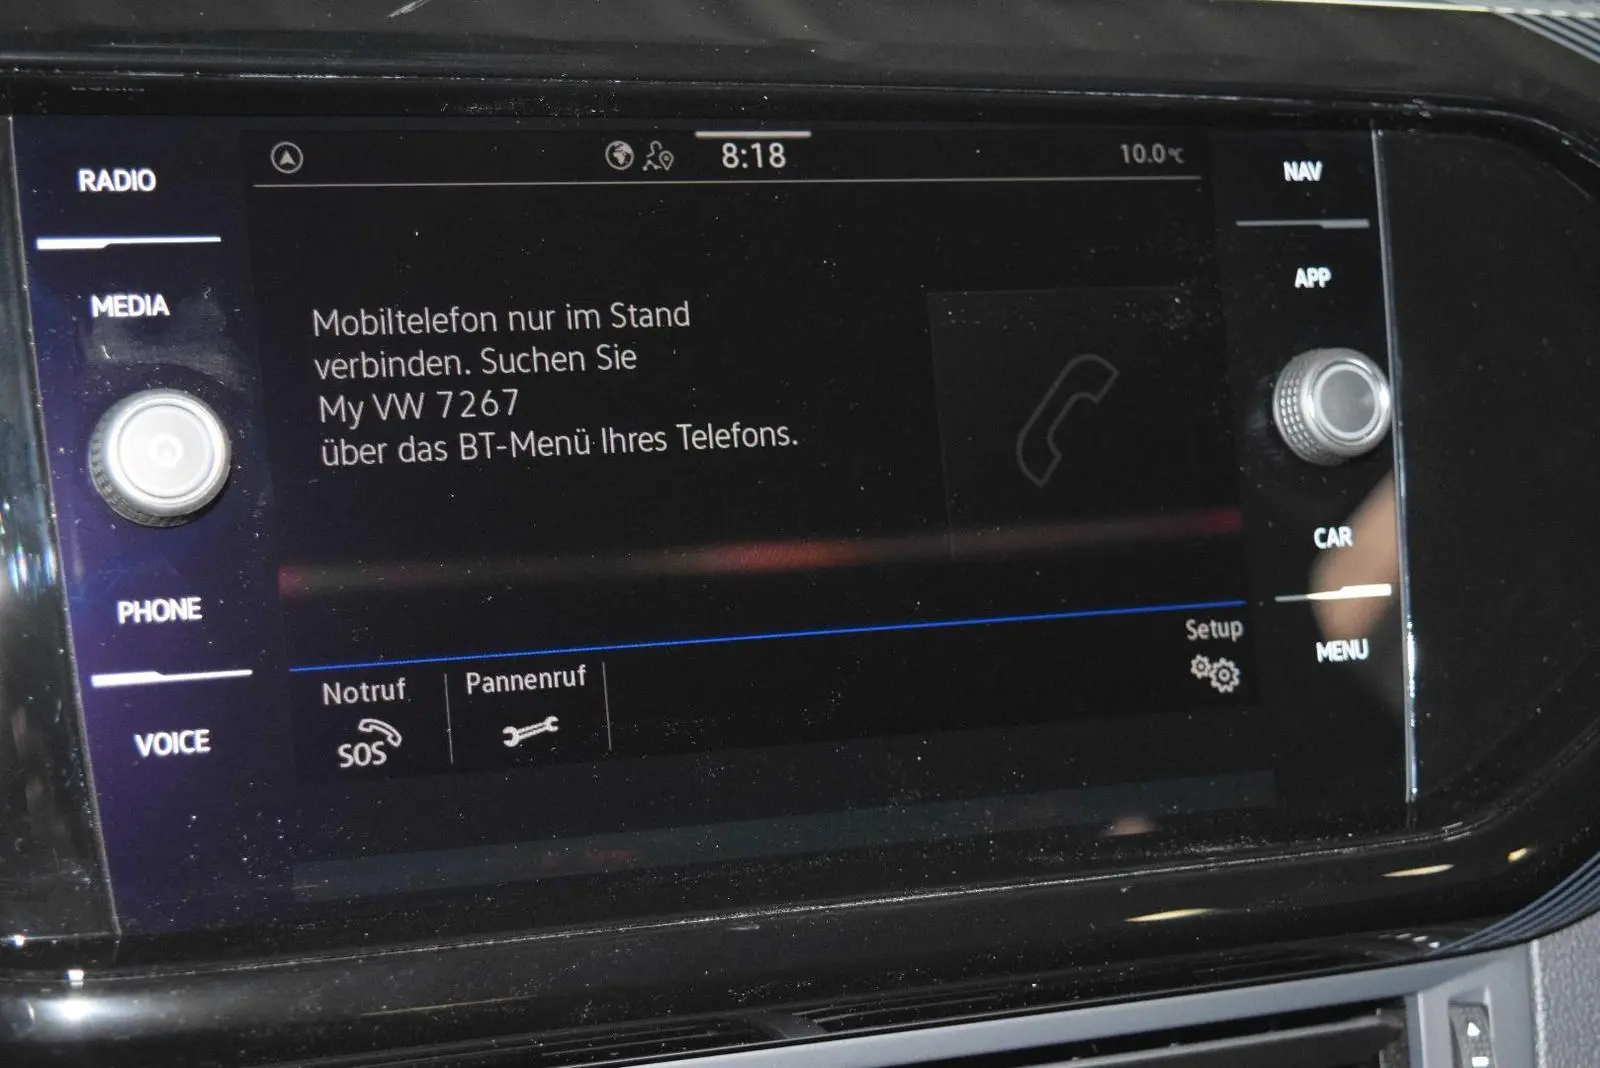 RADIO
MEDIA
PHONE
VOICE
8:18
10.0°C
Mobiltelefon nur im Stand
verbinden. Suchen Sie
My VW 7267
über das BT-Menü Ihres Telefons.
Notruf
SOS
Pannenruf
Setup
NAV
APP
CAR
MENU